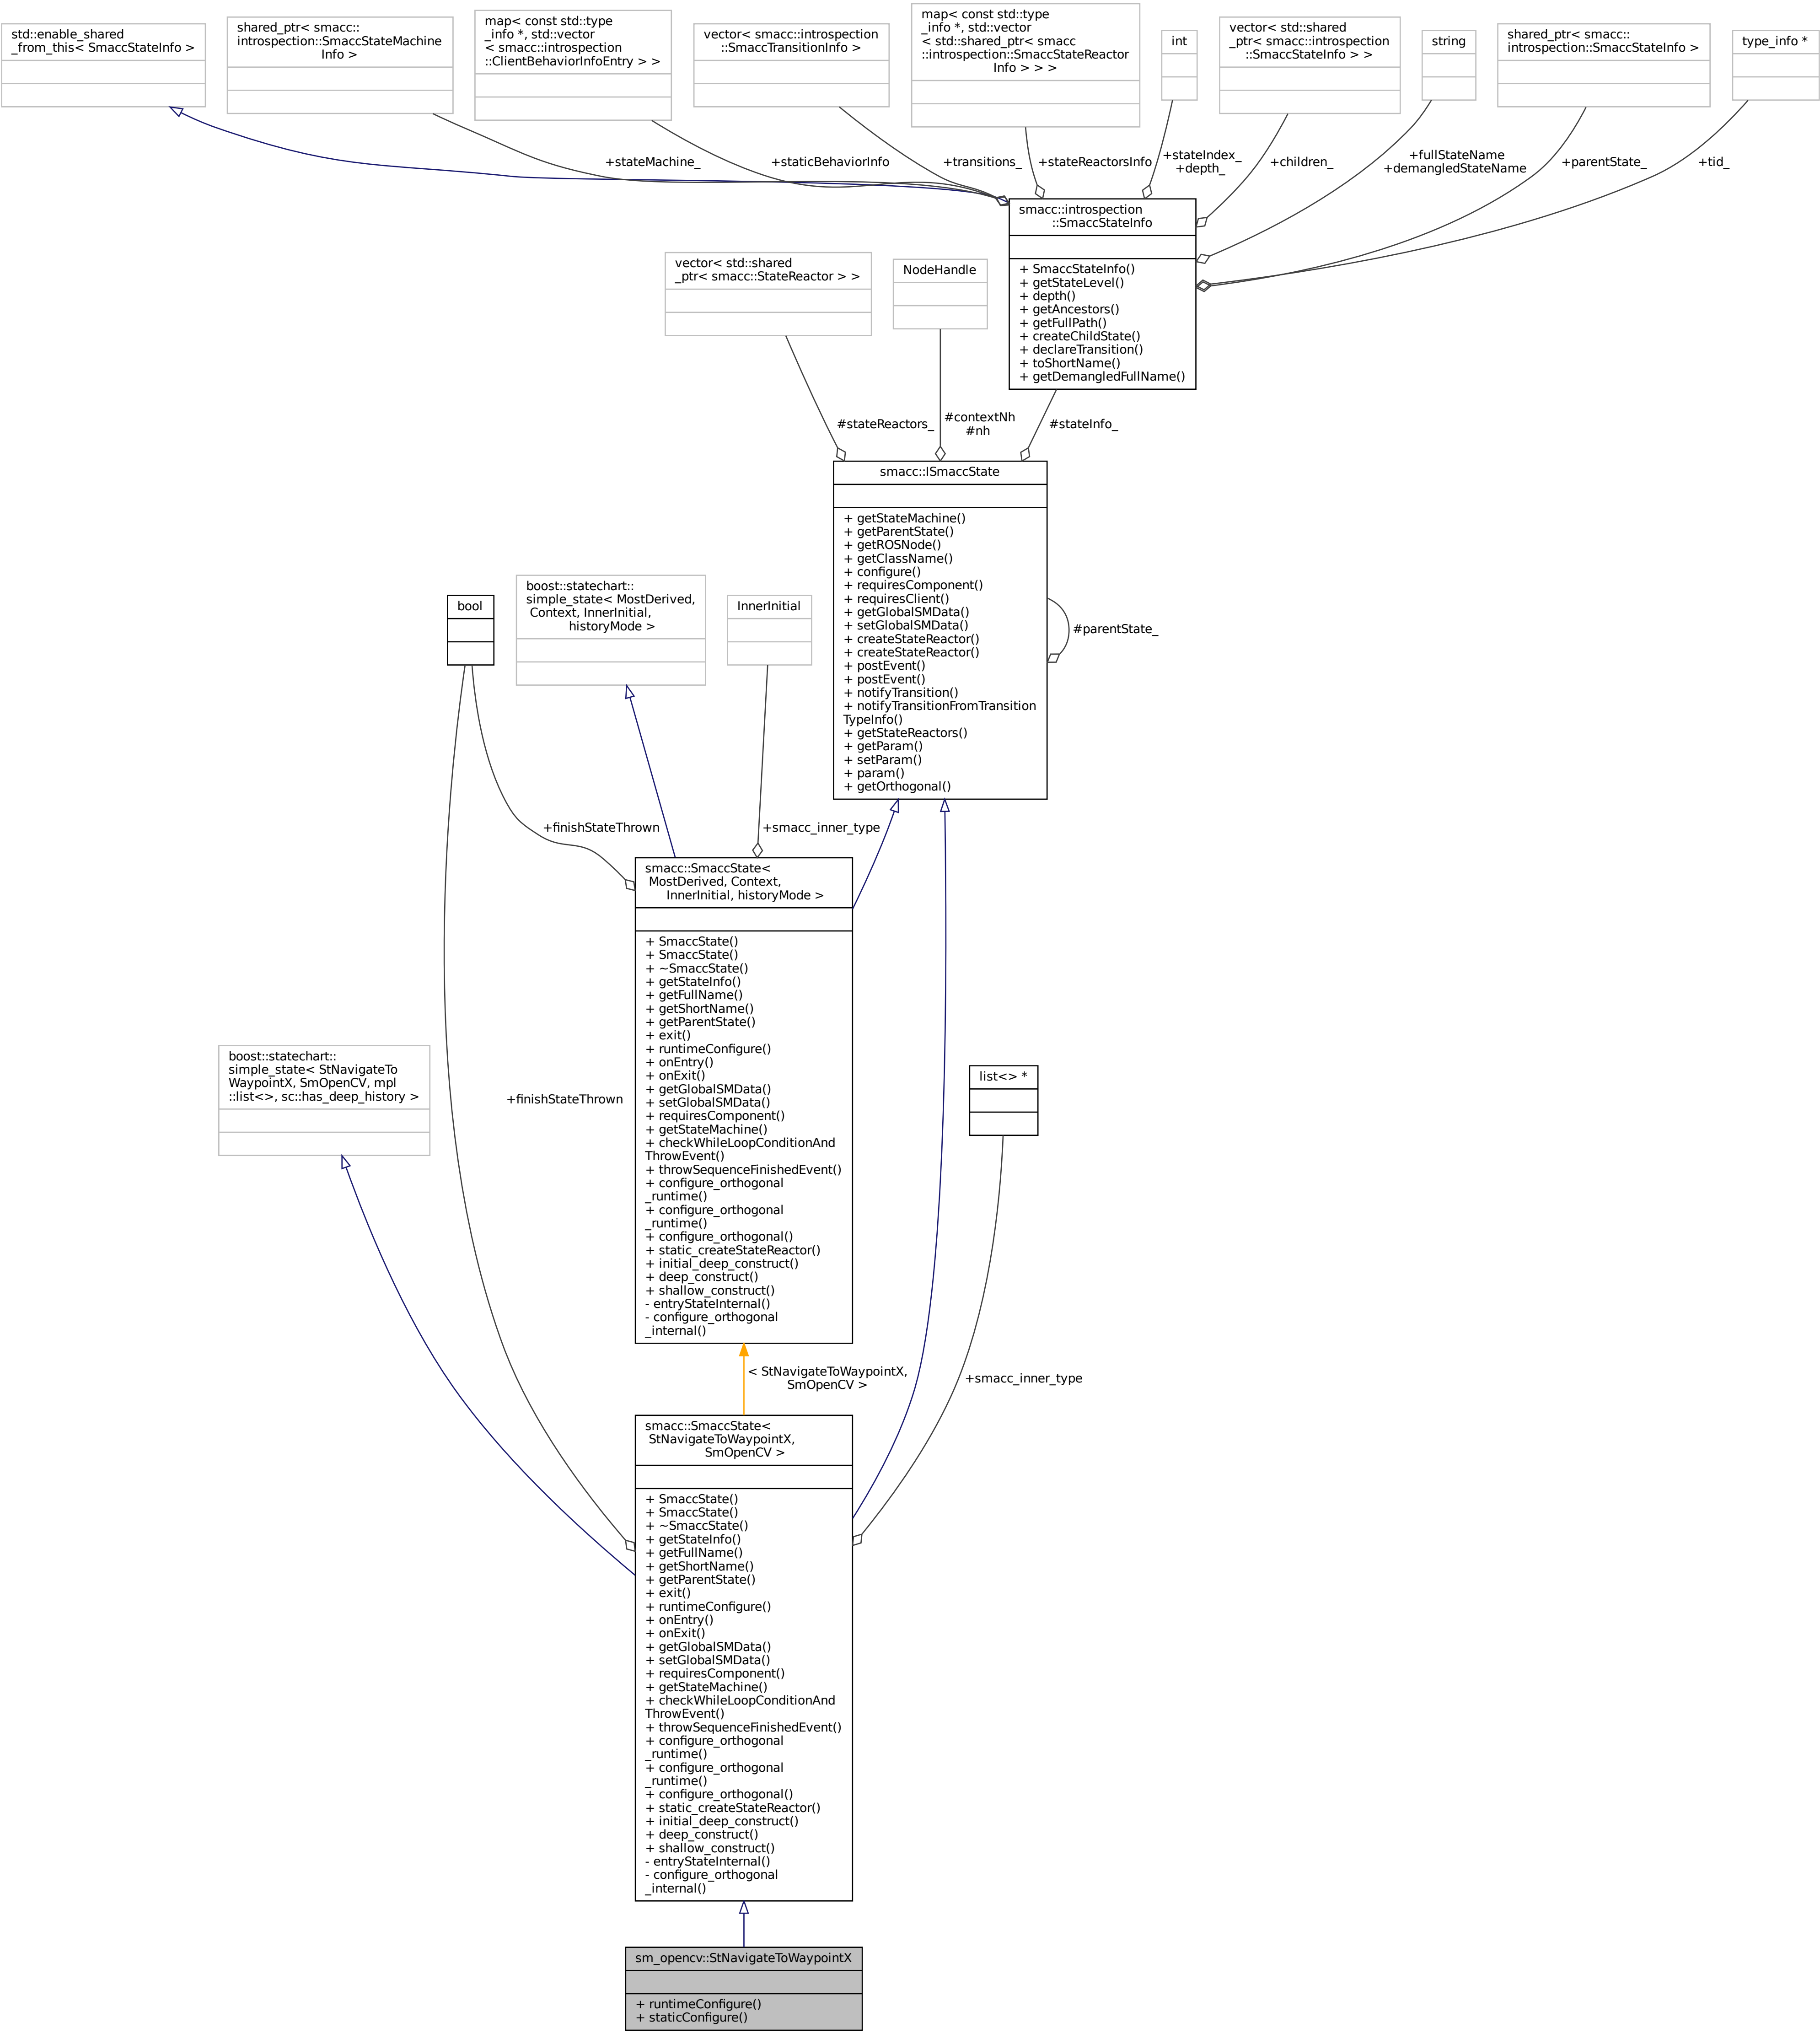 std::enable_shared
_from_this< SmaccStateInfo >
shared_ptr< smacc::
introspection::SmaccStateMachine
Info >
map< const std::type
_info *, std::vector
< smacc::introspection
::ClientBehaviorInfoEntry > >
vector< smacc::introspection
::SmaccTransitionInfo >
map< const std::type
_info *, std::vector
< std::shared_ptr< smacc
::introspection::SmaccStateReactor
Info > > >
int
vector< std::shared
_ptr< smacc::introspection
::SmaccStateInfo > >
string
shared_ptr< smacc::
introspection::SmaccStateInfo >
type_info *
+stateMachine_
+staticBehaviorInfo
+transitions_
+stateReactorsInfo
+stateIndex_
+depth_
+children_
+fullStateName
+demangledStateName
+parentState_
+tid_
smacc::introspection
::SmaccStateInfo
+ SmaccStateInfo()
+ getStateLevel()
+ depth()
+ getAncestors()
+ getFullPath()
+ createChildState()
+ declareTransition()
+ toShortName()
+ getDemangledFullName()
vector< std::shared
_ptr< smacc::StateReactor > >
NodeHandle
#stateReactors_
#contextNh
#nh
#stateInfo_
smacc::ISmaccState
+ getStateMachine()
+ getParentState()
+ getROSNode()
+ getClassName()
+ configure()
+ requiresComponent()
+ requiresClient()
+ getGlobalSMData()
+ setGlobalSMData()
+ createStateReactor()
+ createStateReactor()
+ postEvent()
+ postEvent()
+ notifyTransition()
+ notifyTransitionFromTransition
TypeInfo()
+ getStateReactors()
+ getParam()
+ setParam()
+ param()
+ getOrthogonal()
#parentState_
bool
boost::statechart::
simple_state< MostDerived,
Context, InnerInitial,
historyMode >
InnerInitial
+finishStateThrown
+smacc_inner_type
smacc::SmaccState<
MostDerived, Context,
InnerInitial, historyMode >
+ SmaccState()
+ SmaccState()
+ ~SmaccState()
+ getStateInfo()
+ getFullName()
+ getShortName()
+ getParentState()
+ exit()
+ runtimeConfigure()
+ onEntry()
+ onExit()
+ getGlobalSMData()
+ setGlobalSMData()
+ requiresComponent()
+ getStateMachine()
+ checkWhileLoopConditionAnd
ThrowEvent()
+ throwSequenceFinishedEvent()
+ configure_orthogonal
_runtime()
+ configure_orthogonal
_runtime()
+ configure_orthogonal()
+ static_createStateReactor()
+ initial_deep_construct()
+ deep_construct()
+ shallow_construct()
- entryStateInternal()
- configure_orthogonal
_internal()
boost::statechart::
simple_state< StNavigateTo
WaypointX, SmOpenCV, mpl
::list<>, sc::has_deep_history >
+finishStateThrown
list<> *
< StNavigateToWaypointX,
SmOpenCV >
+smacc_inner_type
smacc::SmaccState<
StNavigateToWaypointX,
SmOpenCV >
+ SmaccState()
+ SmaccState()
+ ~SmaccState()
+ getStateInfo()
+ getFullName()
+ getShortName()
+ getParentState()
+ exit()
+ runtimeConfigure()
+ onEntry()
+ onExit()
+ getGlobalSMData()
+ setGlobalSMData()
+ requiresComponent()
+ getStateMachine()
+ checkWhileLoopConditionAnd
ThrowEvent()
+ throwSequenceFinishedEvent()
+ configure_orthogonal
_runtime()
+ configure_orthogonal
_runtime()
+ configure_orthogonal()
+ static_createStateReactor()
+ initial_deep_construct()
+ deep_construct()
+ shallow_construct()
- entryStateInternal()
- configure_orthogonal
_internal()
sm_opencv::StNavigateToWaypointX
+ runtimeConfigure()
+ staticConfigure()